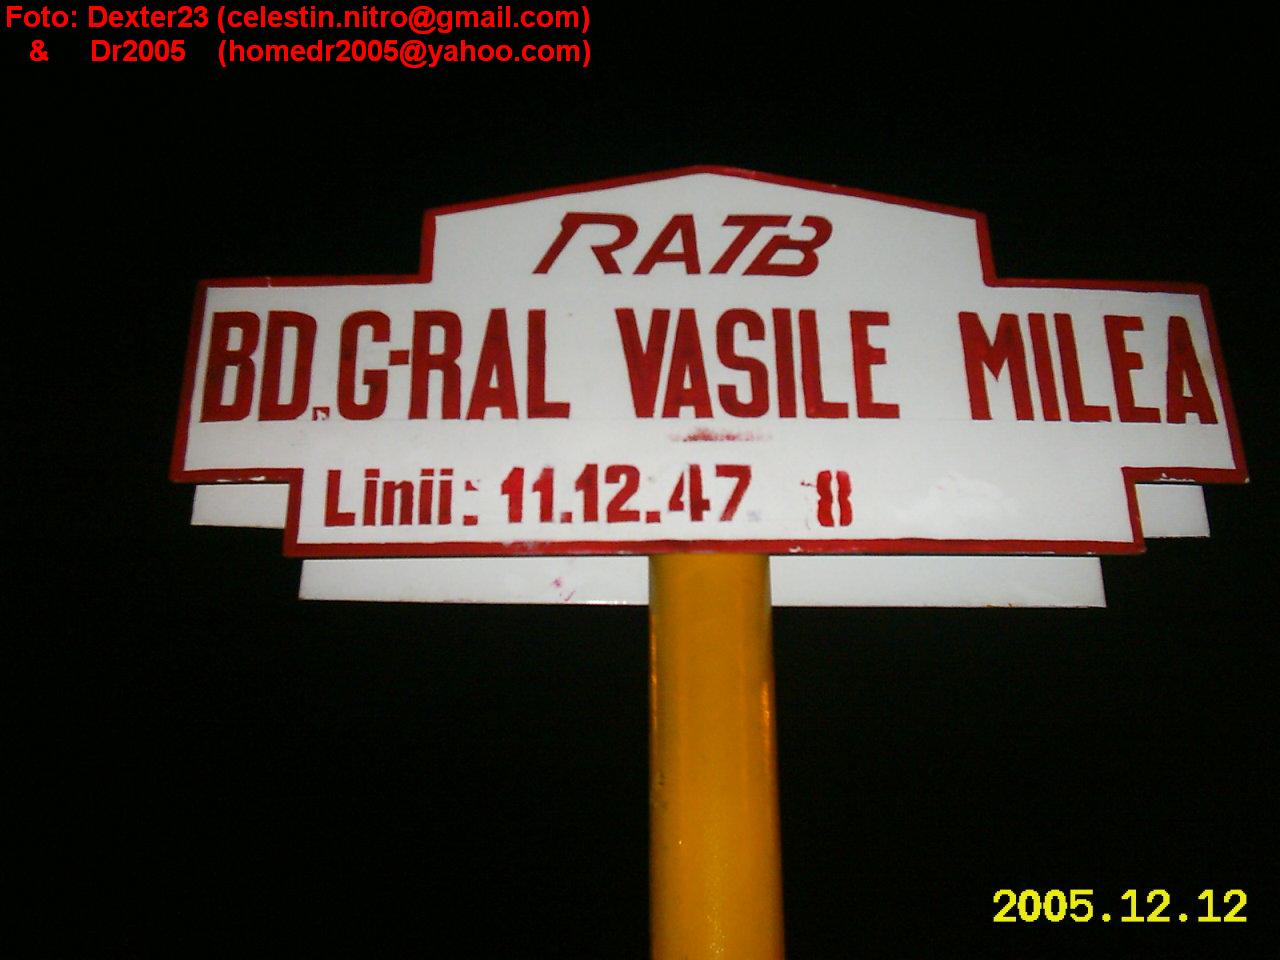 Foto: Dexter23 (celestin.nitro@gmail.com)
& Dr2005 (homedr2005@yahoo.com)
RATB
BD.G-RAL VASILE MILEA
Linii: 11.12.47 8
2005.12.12